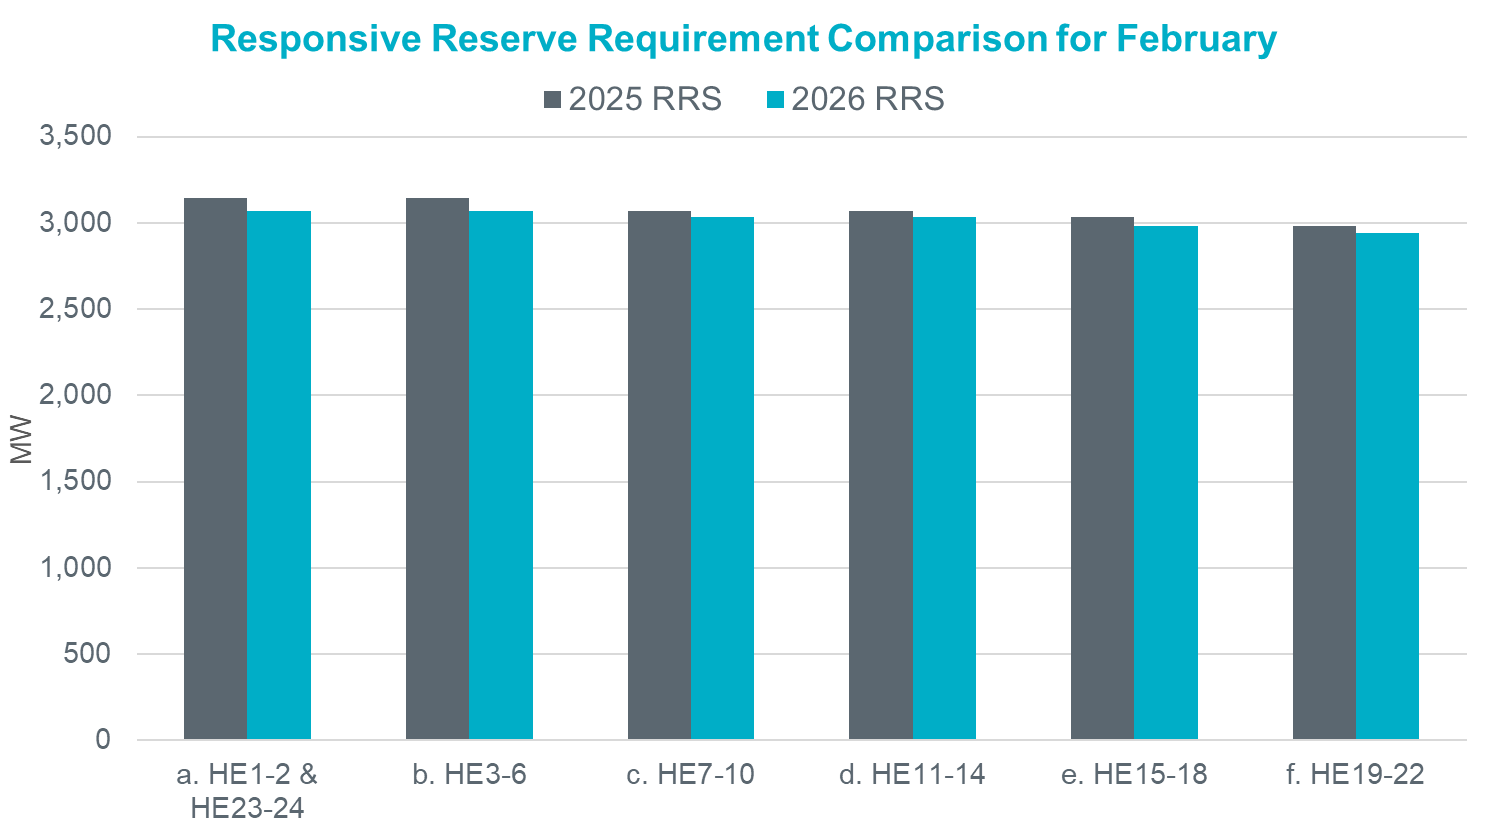 Responsive Reserve Requirement Comparison for February
2025 RRS 2026 RRS
3,500
3,000
2,500
2,000
1,500
1,000
500
0
MW
a. HE1-2 &
HE23-24
b. HE3-6
c. HE7-10
d. HE11-14
e. HE15-18
f. HE19-22